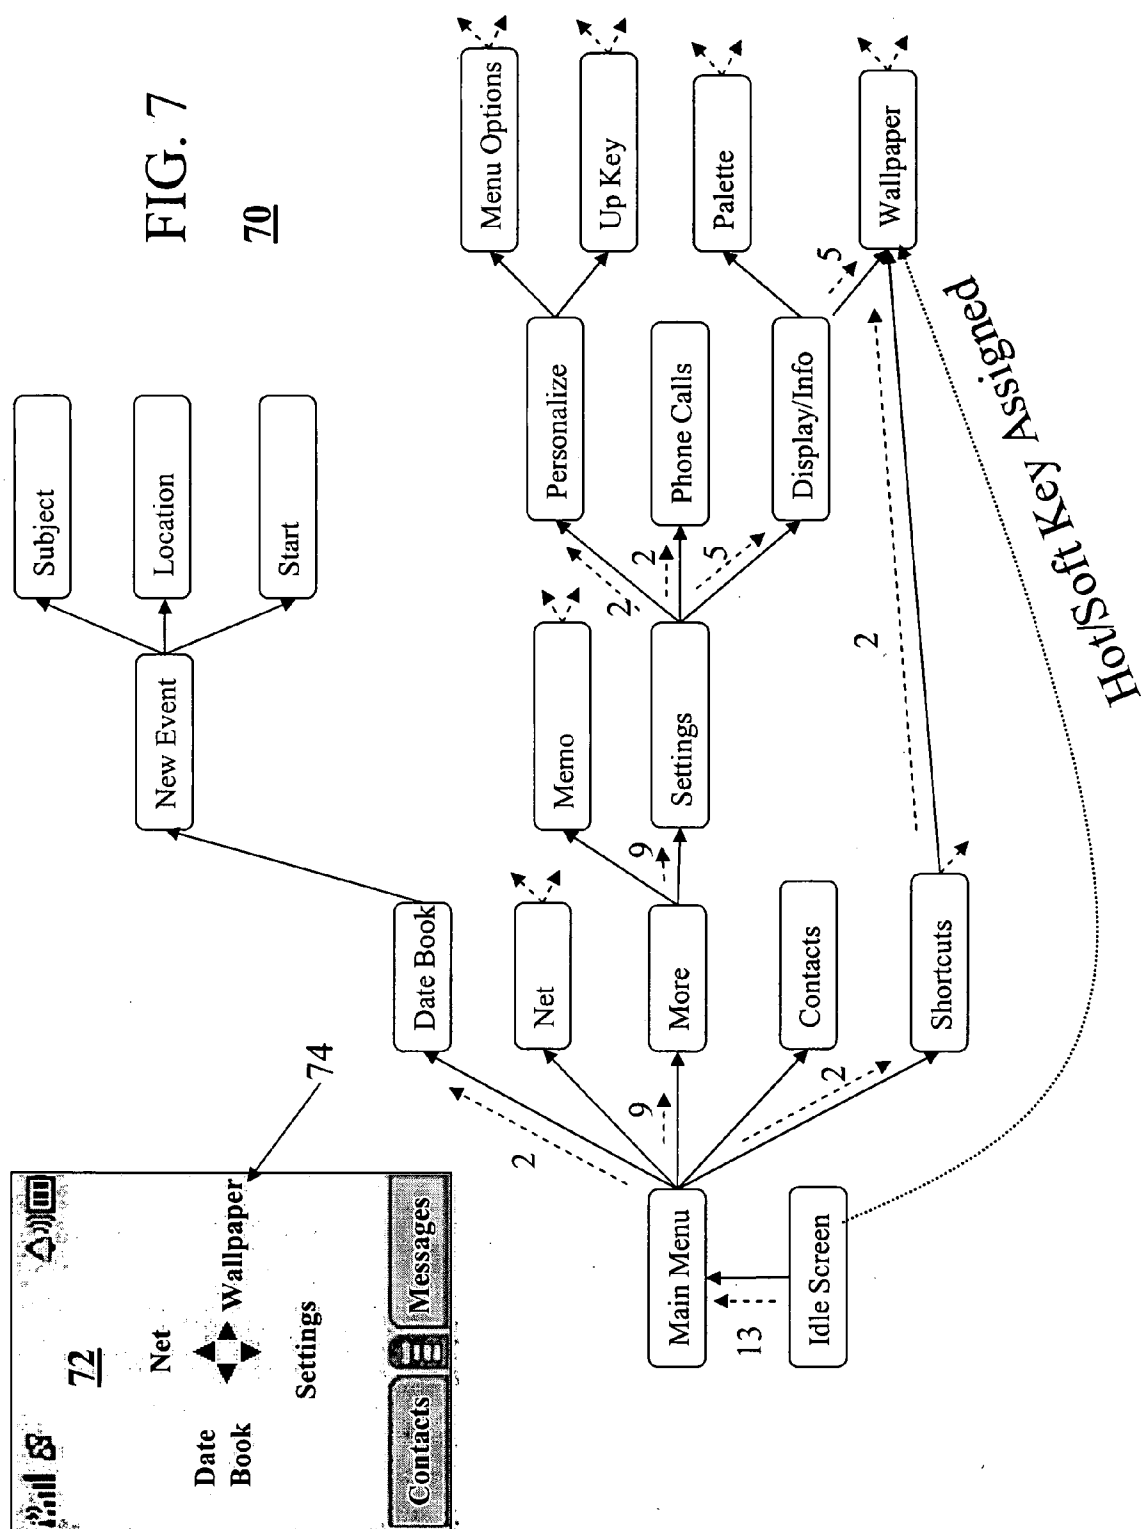 FIG. 7
70
72
Net
Date
Book
Wallpaper
Settings
Contacts
Messages
74
Subject
New Event
Location
Start
Date Book
Net
More
Contacts
Shortcuts
Memo
Settings
Personalize
Phone Calls
Display/Info
Menu Options
Up Key
Palette
Wallpaper
Main Menu
Idle Screen
13
2
9
2
9
2
2
5
5
2
Hot/Soft Key Assigned